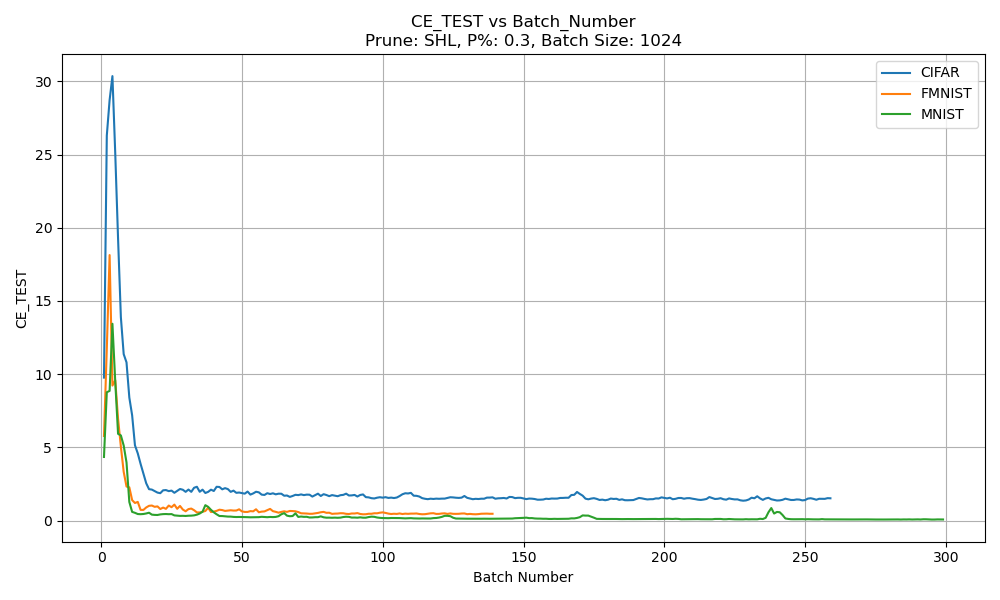 CE_TEST vs Batch_Number
Prune: SHL, P%: 0.3, Batch Size: 1024
CIFAR
FMNIST
MNIST
CE_TEST
30
25
20
15
10
5
0
0 50 100 150 200 250 300
Batch Number